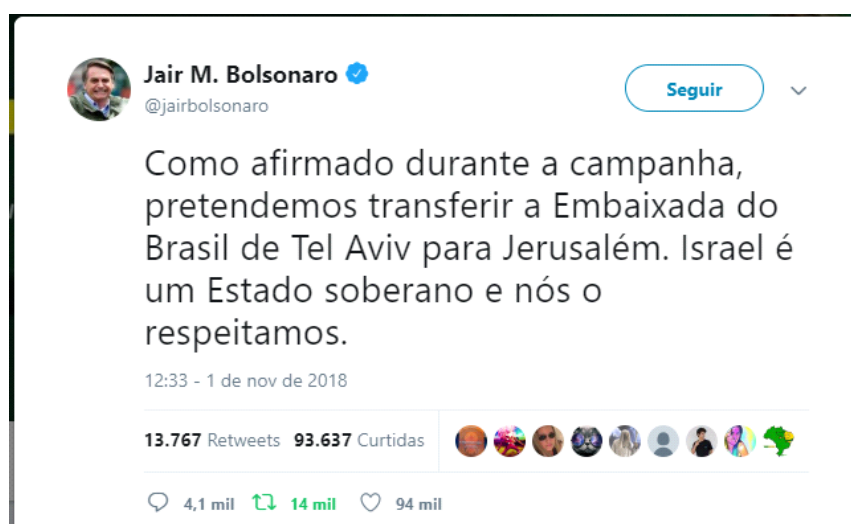 Jair M. Bolsonaro
@jairbolsonaro
Seguir
Como afirmado durante a campanha,
pretendemos transferir a Embaixada do
Brasil de Tel Aviv para Jerusalém. Israel é
um Estado soberano e nós o
respeitamos.
12:33 - 1 de nov de 2018
13.767 Retweets 93.637 Curtidas
4,1 mil 14 mil 94 mil